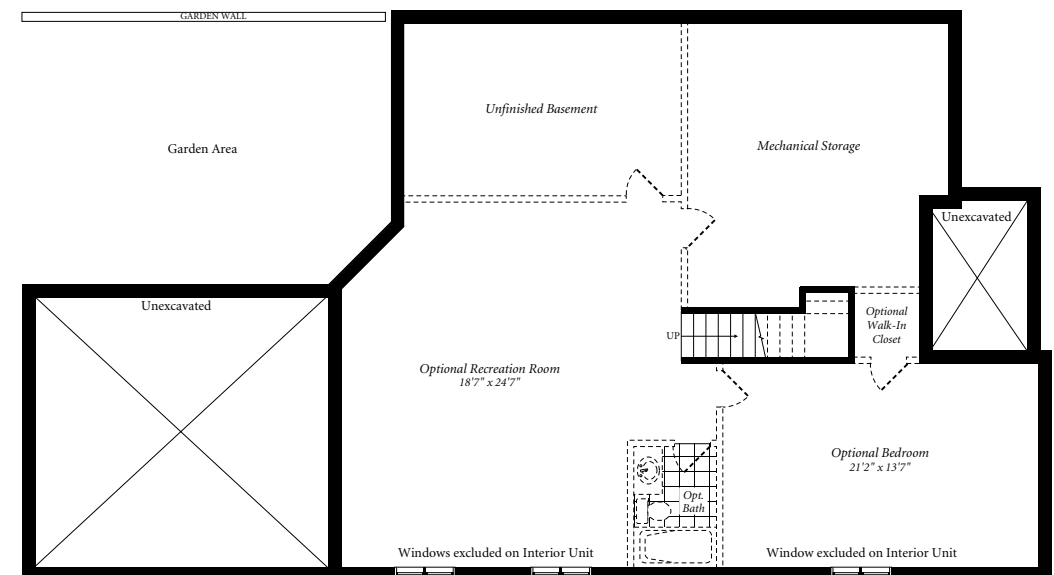 GARDEN WALL
Unfinished Basement
Garden Area
Mechanical Storage
Unexcavated
Unexcavated
Optional
Walk-In
Closet
UP
Optional Recreation Room
18'7" x 24'7"
Optional Bedroom
21'2" x 13'7"
Opt.
Bath
Windows excluded on Interior Unit
Window excluded on Interior Unit